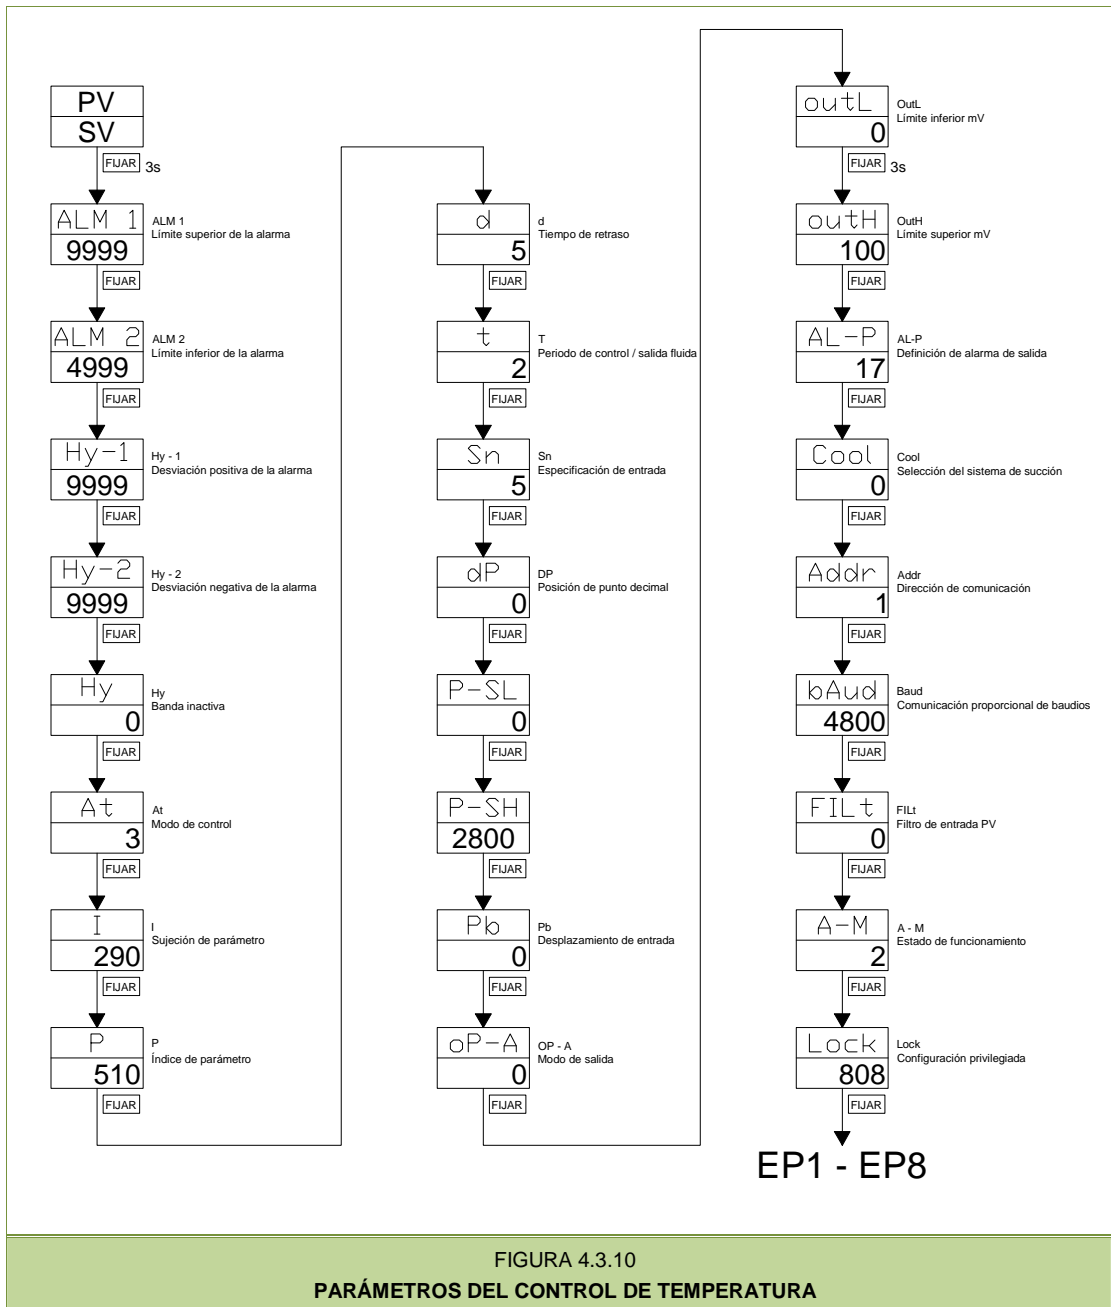 PV
SV
FIJAR 3s
ALM 1
9999
ALM 1
Límite superior de la alarma
FIJAR
ALM 2
4999
ALM 2
Límite inferior de la alarma
FIJAR
Hy-1
9999
Hy - 1
Desviación positiva de la alarma
FIJAR
Hy-2
9999
Hy - 2
Desviación negativa de la alarma
FIJAR
Hy
0
Hy
Banda inactiva
FIJAR
At
3
At
Modo de control
FIJAR
I
290
I
Sujeción de parámetro
FIJAR
P
510
P
Índice de parámetro
FIJAR
d
5
d
Tiempo de retraso
FIJAR
t
2
T
Periodo de control / salida fluida
FIJAR
Sn
5
Sn
Especificación de entrada
FIJAR
dP
0
DP
Posición de punto decimal
FIJAR
P-SL
0
FIJAR
P-SH
2800
FIJAR
Pb
0
Pb
Desplazamiento de entrada
FIJAR
oP-A
0
OP - A
Modo de salida
FIJAR
outL
0
OutL
Límite inferior mV
FIJAR 3s
outH
100
OutH
Límite superior mV
FIJAR
AL-P
17
AL-P
Definición de alarma de salida
FIJAR
Cool
0
Cool
Selección del sistema de succión
FIJAR
Addr
1
Addr
Dirección de comunicación
FIJAR
bAud
4800
Baud
Comunicación proporcional de baudios
FIJAR
FILt
0
FILt
Filtro de entrada PV
FIJAR
A-M
2
A - M
Estado de funcionamiento
FIJAR
Lock
808
Lock
Configuración privilegiada
FIJAR
EP1 - EP8
FIGURA 4.3.10
PARÁMETROS DEL CONTROL DE TEMPERATURA